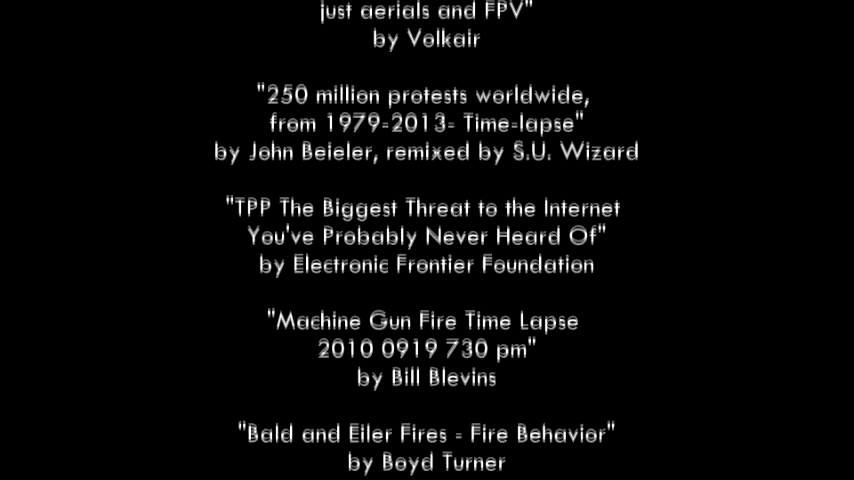 just aerials and FPV"
by Volkair
"250 million protests worldwide,
from 1979-2013- Time-lapse"
by John Beieler, remixed by S.U. Wizard
"TPP The Biggest Threat to the Internet
You've Probably Never Heard Of"
by Electronic Frontier Foundation
"Machine Gun Fire Time Lapse
2010 0919 730 pm"
by Bill Blevins
"Bald and Eiler Fires - Fire Behavior"
by Boyd Turner